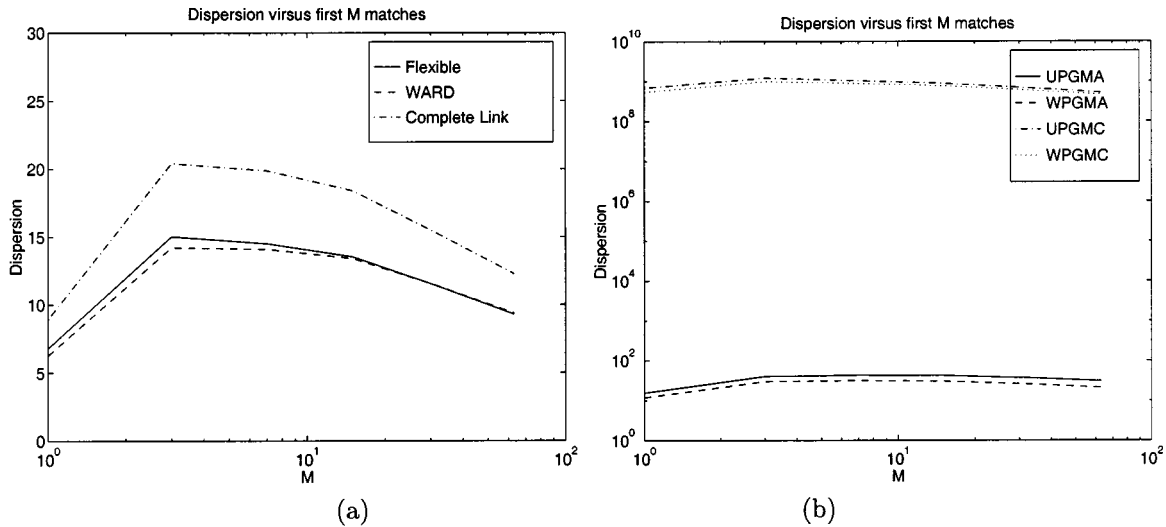 Dispersion versus first M matches
30
25
20
15
10
5
0
Dispersion
Flexible
WARD
Complete Link
10^0
10^1
10^2
M
(a)
Dispersion versus first M matches
10^10
10^8
10^6
10^4
10^2
10^0
Dispersion
UPGMA
WPGMA
UPGMC
WPGMC
10^0
10^1
10^2
M
(b)